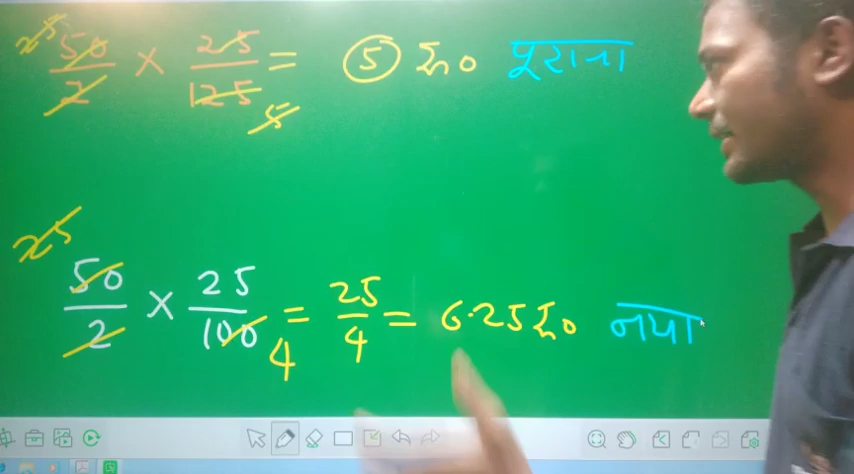 25
50/2 × 25/125 = 5 रू० पूराना
5
25
50/2 × 25/100 = 25/4 = 6.25 रू० नया
4